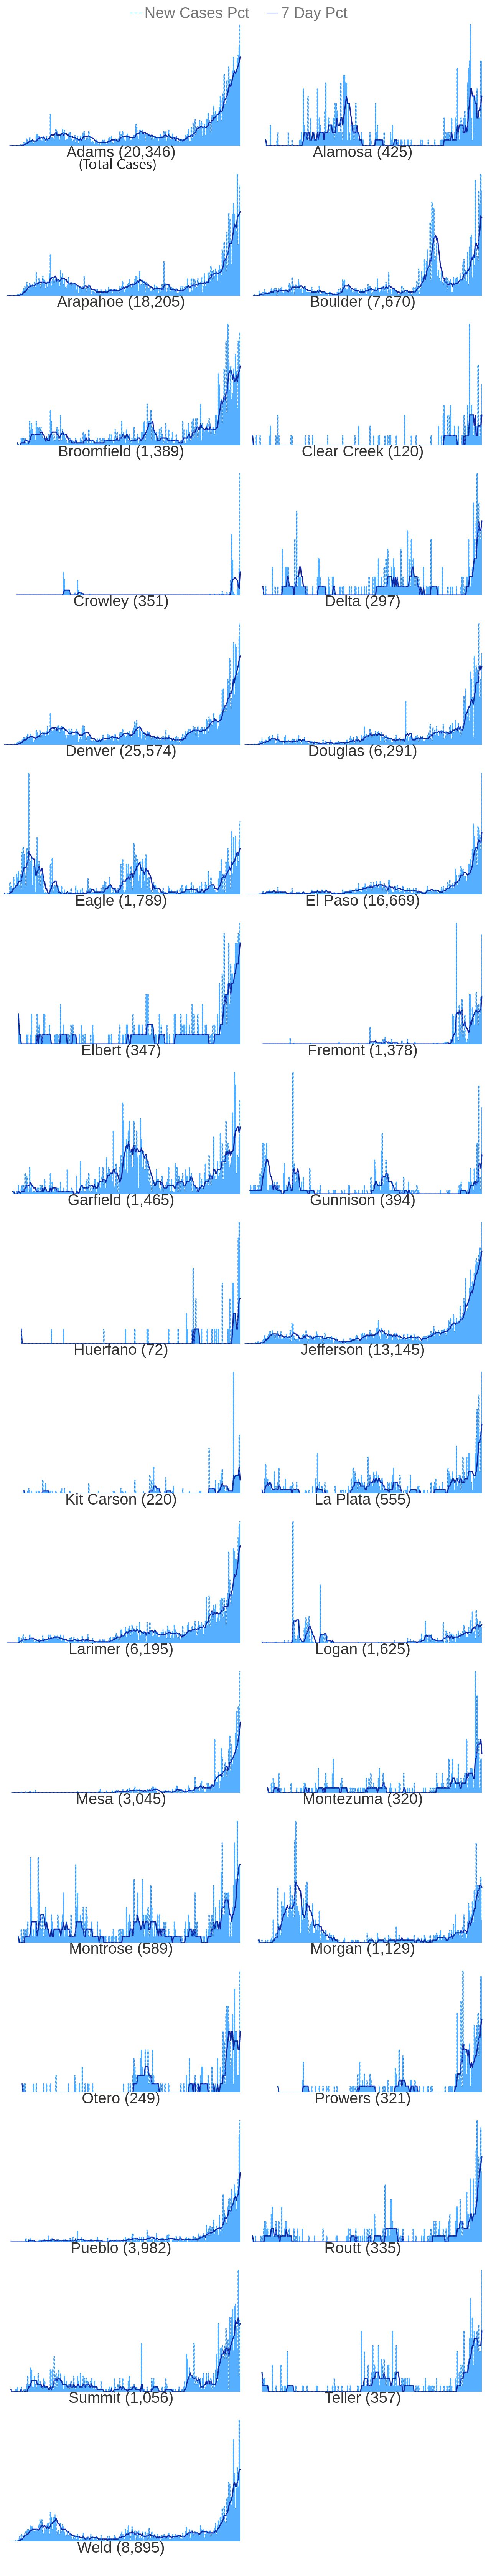 New Cases Pct 7 Day Pct
Adams (20,346)
(Total Cases)
Alamosa (425)
Arapahoe (18,205)
Boulder (7,670)
Broomfield (1,389)
Clear Creek (120)
Crowley (351)
Delta (297)
Denver (25,574)
Douglas (6,291)
Eagle (1,789)
El Paso (16,669)
Elbert (347)
Fremont (1,378)
Garfield (1,465)
Gunnison (394)
Huerfano (72)
Jefferson (13,145)
Kit Carson (220)
La Plata (555)
Larimer (6,195)
Logan (1,625)
Mesa (3,045)
Montezuma (320)
Montrose (589)
Morgan (1,129)
Otero (249)
Prowers (321)
Pueblo (3,982)
Routt (335)
Summit (1,056)
Teller (357)
Weld (8,895)